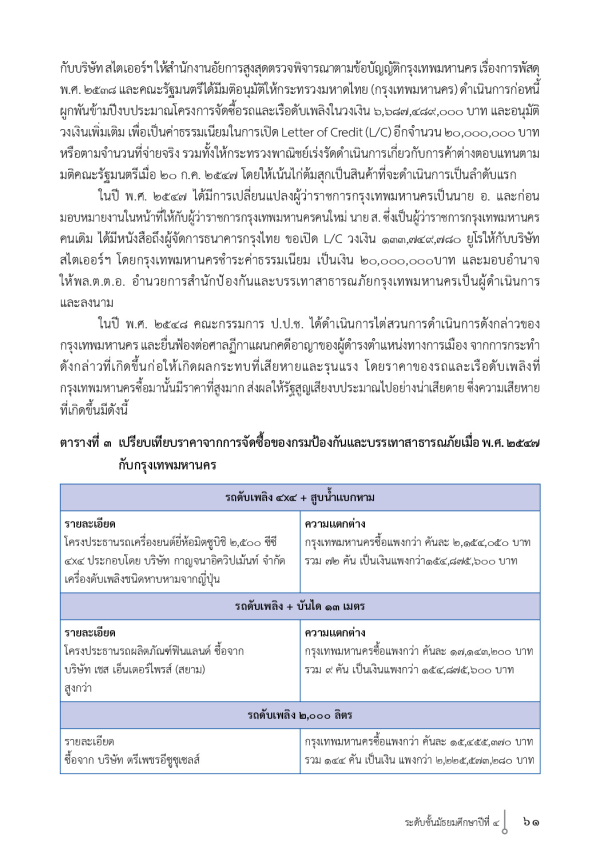 กับบริษัท สไตเออร์ฯ ให้สำนักงานอัยการสูงสุดตรวจพิจารณาตามข้อบัญญัติกรุงเทพมหานคร เรื่องการพัสดุ
พ.ศ. ๒๕๓๘ และคณะรัฐมนตรีได้มีมติอนุมัติให้กระทรวงมหาดไทย (กรุงเทพมหานคร) ดำเนินการก่อหนี้
ผูกพันข้ามปีงบประมาณโครงการจัดซื้อรถและเรือดับเพลิงในวงเงิน ๖,๖๘๗,๔๘๙,๐๐๐ บาท และอนุมัติ
วงเงินเพิ่มเติม เพื่อเป็นค่าธรรมเนียมในการเปิด Letter of Credit (L/C) อีกจำนวน ๒๐,๐๐๐,๐๐๐ บาท
หรือตามจำนวนที่จ่ายจริง รวมทั้งให้กระทรวงพาณิชย์เร่งรัดดำเนินการเกี่ยวกับการค้าต่างตอบแทนตาม
มติคณะรัฐมนตรีเมื่อ ๒๐ ก.ค. ๒๕๔๗ โดยให้เน้นไก่ต้มสุกเป็นสินค้าที่จะดำเนินการเป็นลำดับแรก
ในปี พ.ศ. ๒๕๔๗ ได้มีการเปลี่ยนแปลงผู้ว่าราชการกรุงเทพมหานครเป็นนาย อ. และก่อน
มอบหมายงานในหน้าที่ให้กับผู้ว่าราชการกรุงเทพมหานครคนใหม่ นาย ส. ซึ่งเป็นผู้ว่าราชการกรุงเทพมหานคร
คนเดิม ได้มีหนังสือถึงผู้จัดการธนาคารกรุงไทย ขอเปิด L/C วงเงิน ๑๓๓,๗๔๙,๗๘๐ ยูโรให้กับบริษัท
สไตเออร์ฯ โดยกรุงเทพมหานครชำระค่าธรรมเนียม เป็นเงิน ๒๐,๐๐๐,๐๐๐บาท และมอบอำนาจ
ให้พล.ต.ต.อ. อำนวยการสำนักป้องกันและบรรเทาสาธารณภัยกรุงเทพมหานครเป็นผู้ดำเนินการ
และลงนาม
ในปี พ.ศ. ๒๕๔๘ คณะกรรมการ ป.ป.ช. ได้ดำเนินการไต่สวนการดำเนินการดังกล่าวของ
กรุงเทพมหานคร และยื่นฟ้องต่อศาลฎีกาแผนกคดีอาญาของผู้ดำรงตำแหน่งทางการเมือง จากการกระทำ
ดังกล่าวที่เกิดขึ้นก่อให้เกิดผลกระทบที่เสียหายและรุนแรง โดยราคาของรถและเรือดับเพลิงที่
กรุงเทพมหานครซื้อมานั้นมีราคาที่สูงมาก ส่งผลให้รัฐสูญเสียงบประมาณไปอย่างน่าเสียดาย ซึ่งความเสียหาย
ที่เกิดขึ้นมีดังนี้
ตารางที่ ๓ เปรียบเทียบราคาจากการจัดซื้อของกรมป้องกันและบรรเทาสาธารณภัยเมื่อ พ.ศ. ๒๕๔๗
กับกรุงเทพมหานคร
รถดับเพลิง ๔x๔ + สูบน้ำแบกหาม
รายละเอียด
โครงประธานรถเครื่องยนต์ยี่ห้อมิตซูบิชิ ๒,๕๐๐ ซีซี
๔x๔ ประกอบโดย บริษัท กาญจนาอิควิปเม้นท์ จำกัด
เครื่องดับเพลิงชนิดหาบหามจากญี่ปุ่น
ความแตกต่าง
กรุงเทพมหานครซื้อแพงกว่า คันละ ๒,๑๕๔,๐๕๐ บาท
รวม ๗๒ คัน เป็นเงินแพงกว่า๑๕๔,๘๗๕,๖๐๐ บาท
รถดับเพลิง + บันได ๑๓ เมตร
รายละเอียด
โครงประธานรถผลิตภัณฑ์ฟินแลนด์ ซื้อจาก
บริษัท เชส เอ็นเตอร์ไพรส์ (สยาม)
สูงกว่า
ความแตกต่าง
กรุงเทพมหานครซื้อแพงกว่า คันละ ๑๗,๑๔๓,๒๐๐ บาท
รวม ๙ คัน เป็นเงินแพงกว่า ๑๕๔,๘๗๕,๖๐๐ บาท
รถดับเพลิง ๒,๐๐๐ ลิตร
รายละเอียด
ซื้อจาก บริษัท ตรีเพชรอีซูซุเซลส์
กรุงเทพมหานครซื้อแพงกว่า คันละ ๑๕,๔๕๕,๓๗๐ บาท
รวม ๑๔๔ คัน เป็นเงิน แพงกว่า ๒,๒๒๕,๕๗๓,๒๘๐ บาท
ระดับชั้นมัธยมศึกษาปีที่ ๔
๖๑